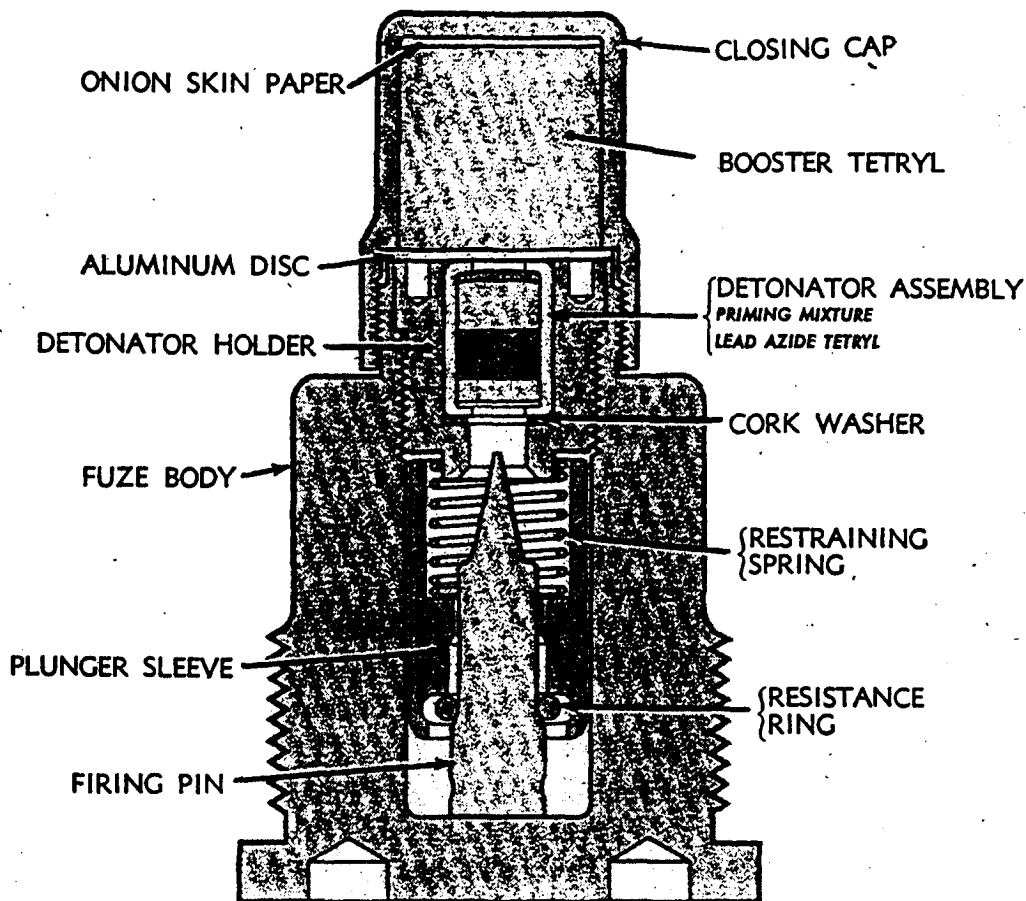 ONION SKIN PAPER
CLOSING CAP
BOOSTER TETRYL
ALUMINUM DISC
DETONATOR ASSEMBLY
PRIMING MIXTURE
LEAD AZIDE TETRYL
DETONATOR HOLDER
CORK WASHER
FUZE BODY
RESTRAINING
SPRING
PLUNGER SLEEVE
RESISTANCE
RING
FIRING PIN